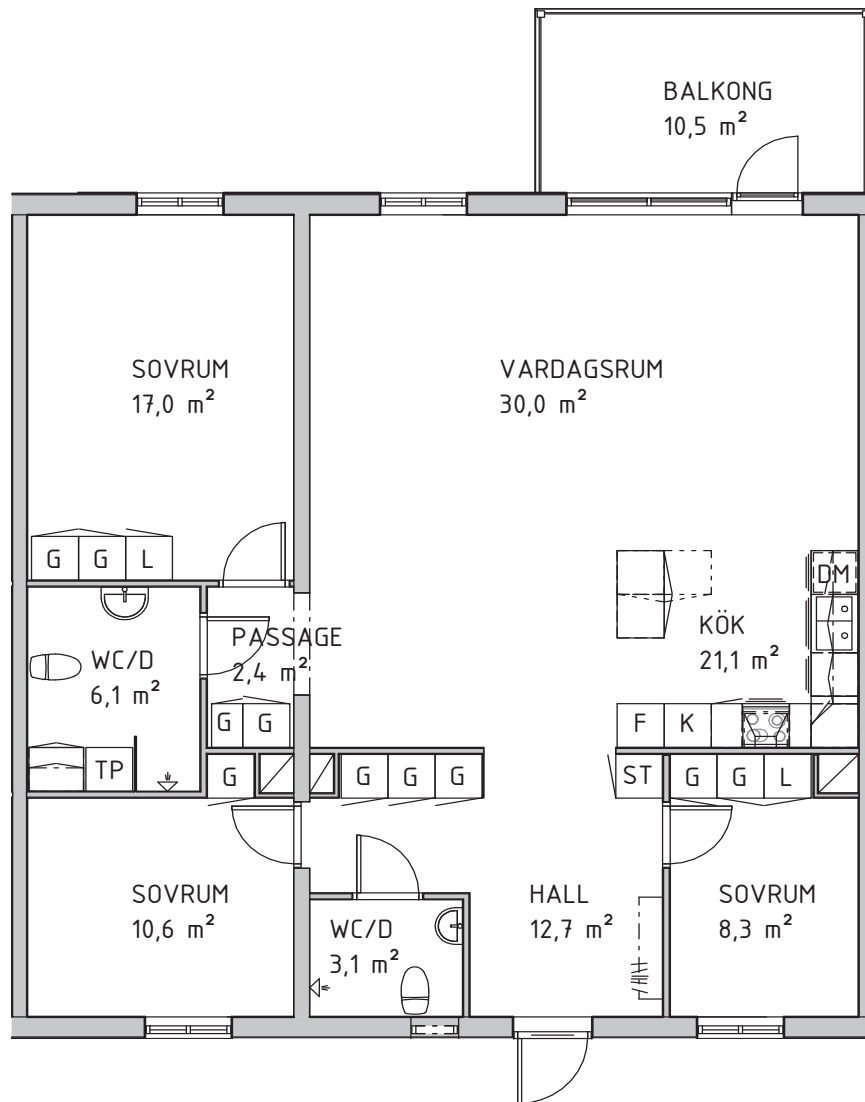 BALKONG
10,5 m²
SOVRUM
17,0 m²
VARDAGSRUM
30,0 m²
G G L
DM
KÖK
21,1 m²
PASSAGE
2,4 m²
WC/D
6,1 m²
G G
F K
TP
G
G G G
ST
G G L
SOVRUM
10,6 m²
WC/D
3,1 m²
HALL
12,7 m²
SOVRUM
8,3 m²